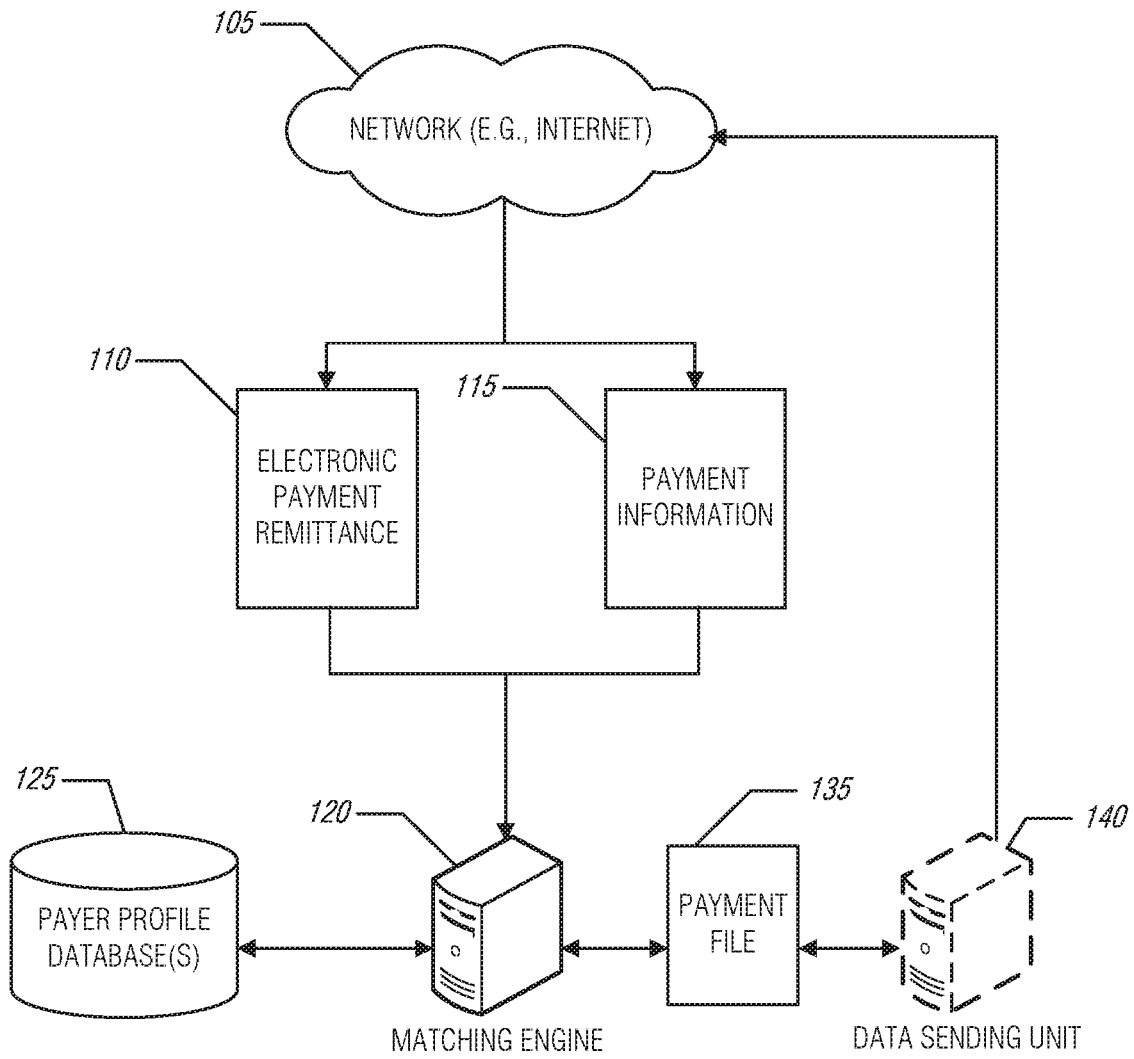 105
NETWORK (E.G., INTERNET)
110
115
ELECTRONIC
PAYMENT
REMITTANCE
PAYMENT
INFORMATION
125
120
135
140
PAYER PROFILE
DATABASE(S)
PAYMENT
FILE
MATCHING ENGINE
DATA SENDING UNIT